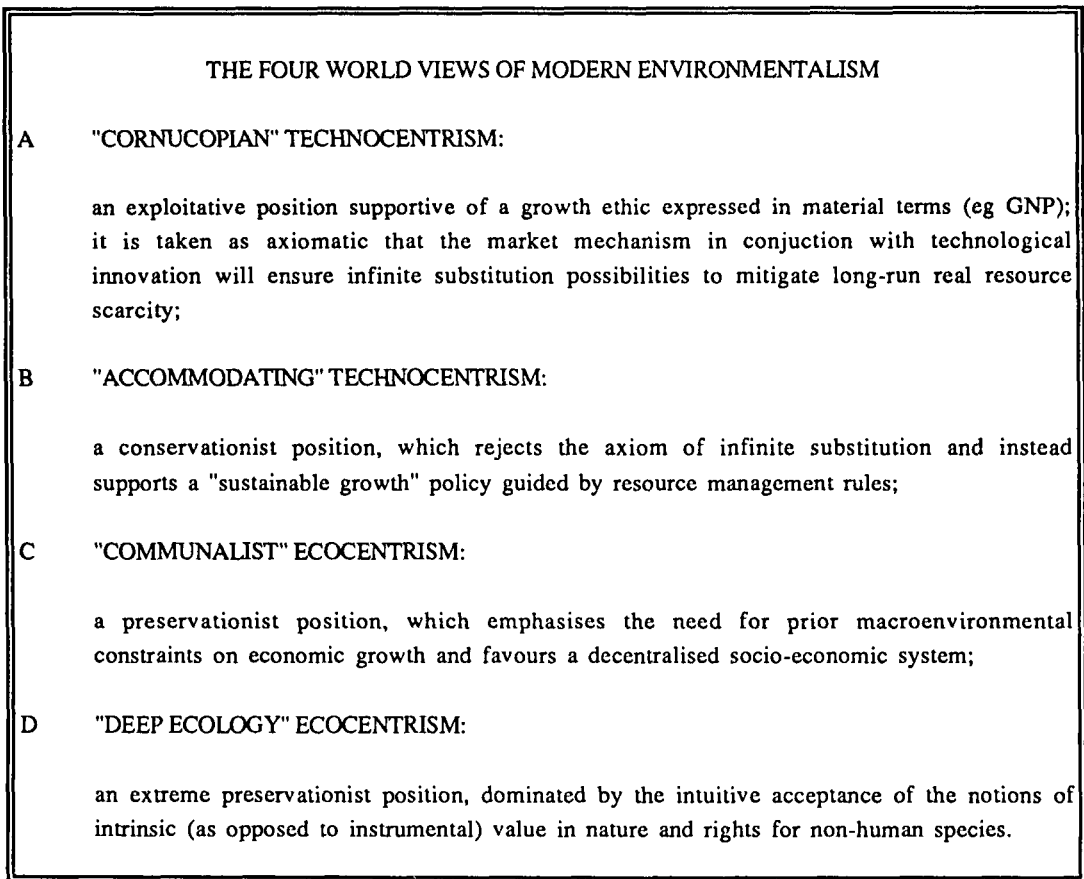 THE FOUR WORLD VIEWS OF MODERN ENVIRONMENTALISM
A "CORNUCOPIAN" TECHNOCENTRISM:
an exploitative position supportive of a growth ethic expressed in material terms (eg GNP);
it is taken as axiomatic that the market mechanism in conjuction with technological
innovation will ensure infinite substitution possibilities to mitigate long-run real resource
scarcity;
B "ACCOMMODATING" TECHNOCENTRISM:
a conservationist position, which rejects the axiom of infinite substitution and instead
supports a "sustainable growth" policy guided by resource management rules;
C "COMMUNALIST" ECOCENTRISM:
a preservationist position, which emphasises the need for prior macroenvironmental
constraints on economic growth and favours a decentralised socio-economic system;
D "DEEP ECOLOGY" ECOCENTRISM:
an extreme preservationist position, dominated by the intuitive acceptance of the notions of
intrinsic (as opposed to instrumental) value in nature and rights for non-human species.